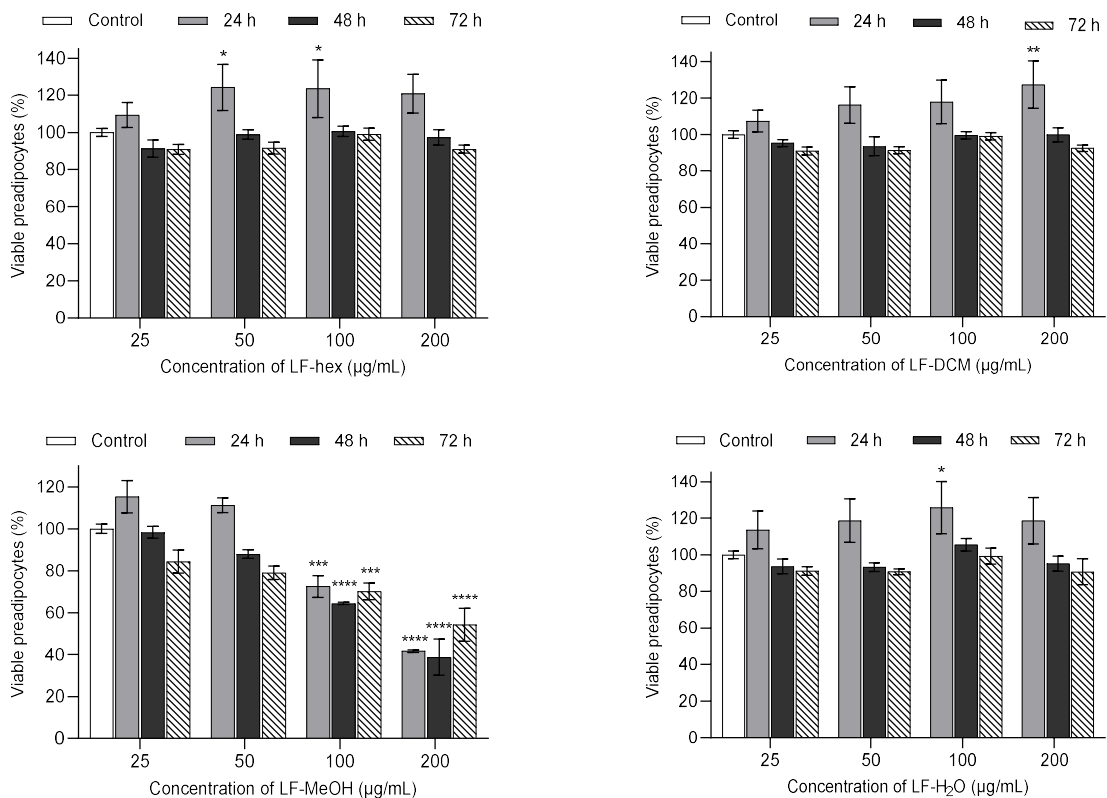 Control 24 h 48 h 72 h
Viable preadipocytes (%)
140
120
100
80
60
40
20
0
* *
25 50 100 200
Concentration of LF-hex (µg/mL)
Control 24 h 48 h 72 h
Viable preadipocytes (%)
140
120
100
80
60
40
20
0
**
25 50 100 200
Concentration of LF-DCM (µg/mL)
Control 24 h 48 h 72 h
Viable preadipocytes (%)
120
100
80
60
40
20
0
*** **** ***
**** **** ****
25 50 100 200
Concentration of LF-MeOH (µg/mL)
Control 24 h 48 h 72 h
Viable preadipocytes (%)
140
120
100
80
60
40
20
0
*
25 50 100 200
Concentration of LF-H₂O (µg/mL)